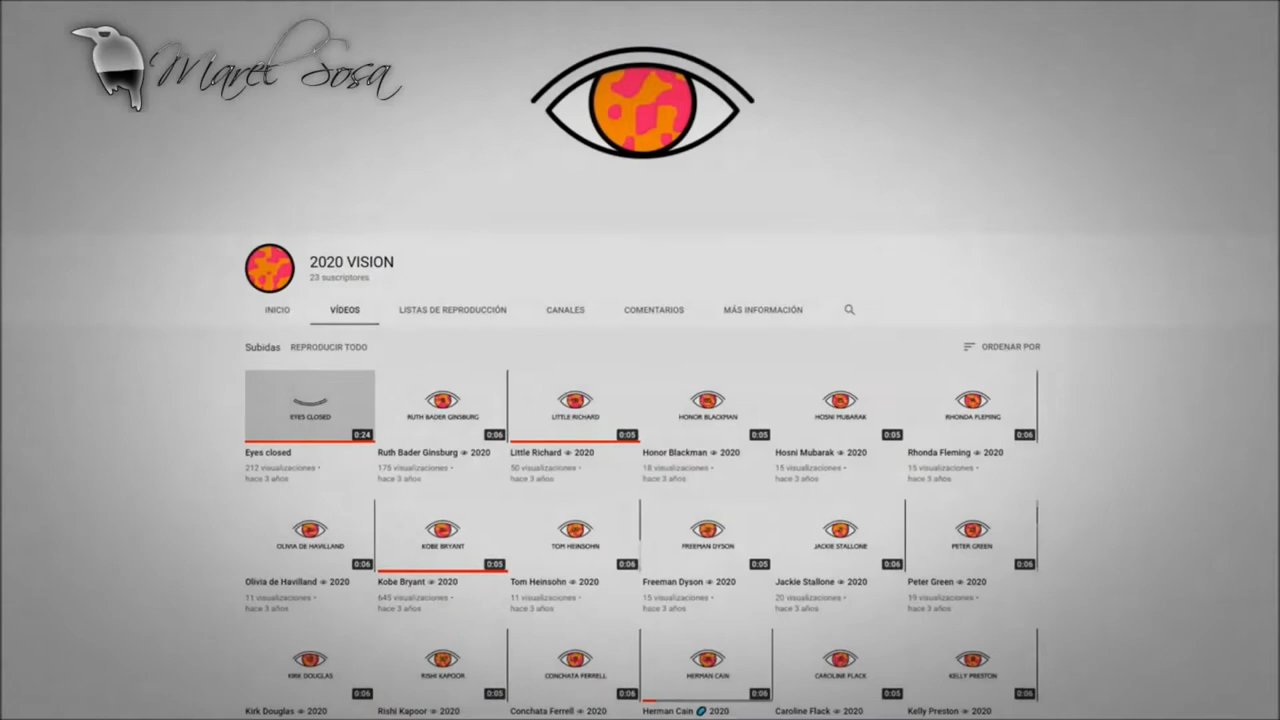 Marel Sosa
2020 VISION
23 suscriptores
INICIO VÍDEOS LISTAS DE REPRODUCCIÓN CANALES COMENTARIOS MÁS INFORMACIÓN
Subidas REPRODUCIR TODO ORDENAR POR
EYES CLOSED RUTH BADER GINSBURG LITTLE RICHARD HONOR BLACKMAN HOSNI MUBARAK RHONDA FLEMING
0:24 0:06 0:05 0:05 0:05 0:06
Eyes closed Ruth Bader Ginsburg 👁 2020 Little Richard 👁 2020 Honor Blackman 👁 2020 Hosni Mubarak 👁 2020 Rhonda Fleming 👁 2020
212 visualizaciones • 175 visualizaciones • 50 visualizaciones • 18 visualizaciones • 16 visualizaciones • 15 visualizaciones •
hace 3 años hace 3 años hace 3 años hace 3 años hace 3 años hace 3 años
OLIVIA DE HAVILLAND KOBE BRYANT TOM HEINSOHN FREEMAN DYSON JACKIE STALLONE PETER GREEN
0:06 0:05 0:06 0:05 0:06 0:06
Olivia de Havilland 👁 2020 Kobe Bryant 👁 2020 Tom Heinsohn 👁 2020 Freeman Dyson 👁 2020 Jackie Stallone 👁 2020 Peter Green 👁 2020
11 visualizaciones • 645 visualizaciones • 11 visualizaciones • 15 visualizaciones • 20 visualizaciones • 19 visualizaciones •
hace 3 años hace 3 años hace 3 años hace 3 años hace 3 años hace 3 años
KIRK DOUGLAS RISHI KAPOOR CONCHATA FERRELL HERMAN CAIN CAROLINE FLACK KELLY PRESTON
0:06 0:05 0:06 0:06 0:05 0:06
Kirk Douglas 👁 2020 Rishi Kapoor 👁 2020 Conchata Ferrell 👁 2020 Herman Cain 2020 Caroline Flack 👁 2020 Kelly Preston 👁 2020